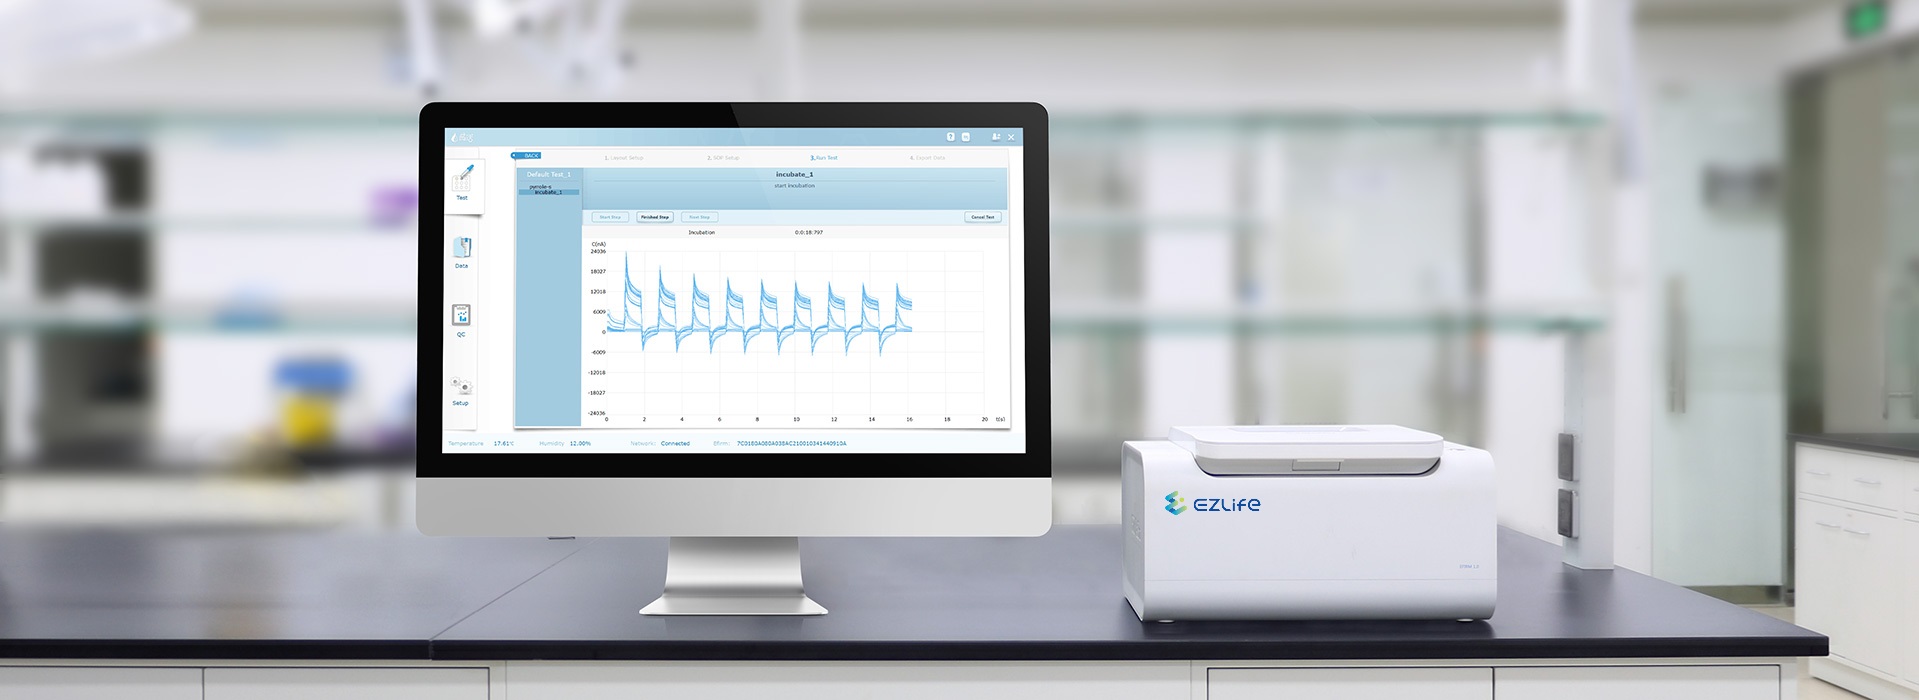 BACK
1. Layout Setup
2. SOP Setup
3. Run Test
4. Export Data
Default Test_1
pyrrole-s
incubate_1
incubate_1
start incubation
Start Step
Finished Step
Next Step
Cancel Test
Incubation
0:0:18:797
Test
Data
QC
Setup
C(nA)
24036
18027
12018
6009
0
-6009
-12018
-18027
-24036
0 2 4 6 8 10 12 14 16 18 20 t(s)
Temperature 17.61°C Humidity 12.00% Network: Connected
EZLife